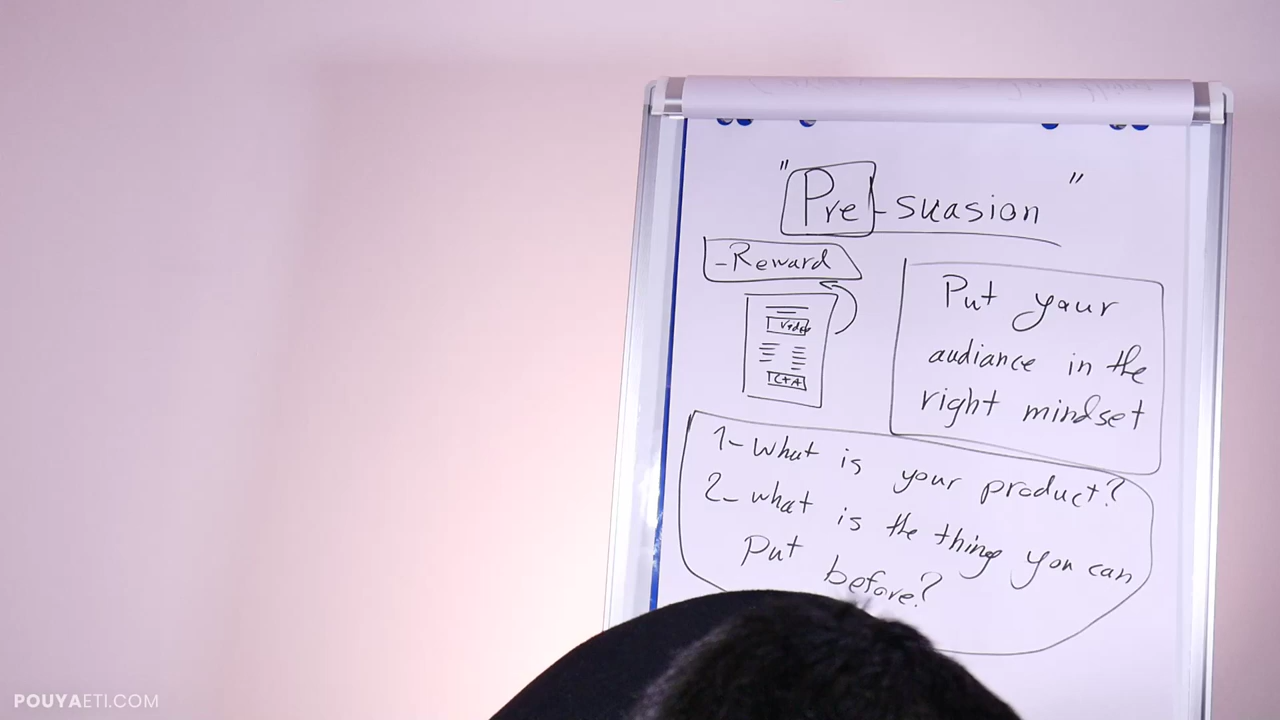 "Pre-suasion"
-Reward
Video
C+A
Put your
audiance in the
right mindset
1- What is your product?
2- what is the thing you can
Put before?
POUYAETI.COM